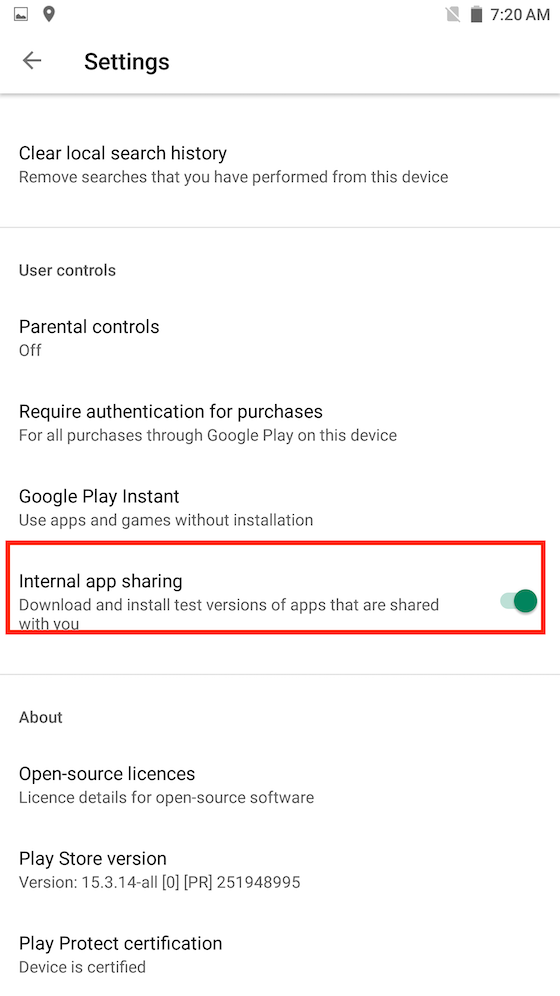 7:20 AM
Settings
Clear local search history
Remove searches that you have performed from this device
User controls
Parental controls
Off
Require authentication for purchases
For all purchases through Google Play on this device
Google Play Instant
Use apps and games without installation
Internal app sharing
Download and install test versions of apps that are shared
with you
About
Open-source licences
Licence details for open-source software
Play Store version
Version: 15.3.14-all [0] [PR] 251948995
Play Protect certification
Device is certified